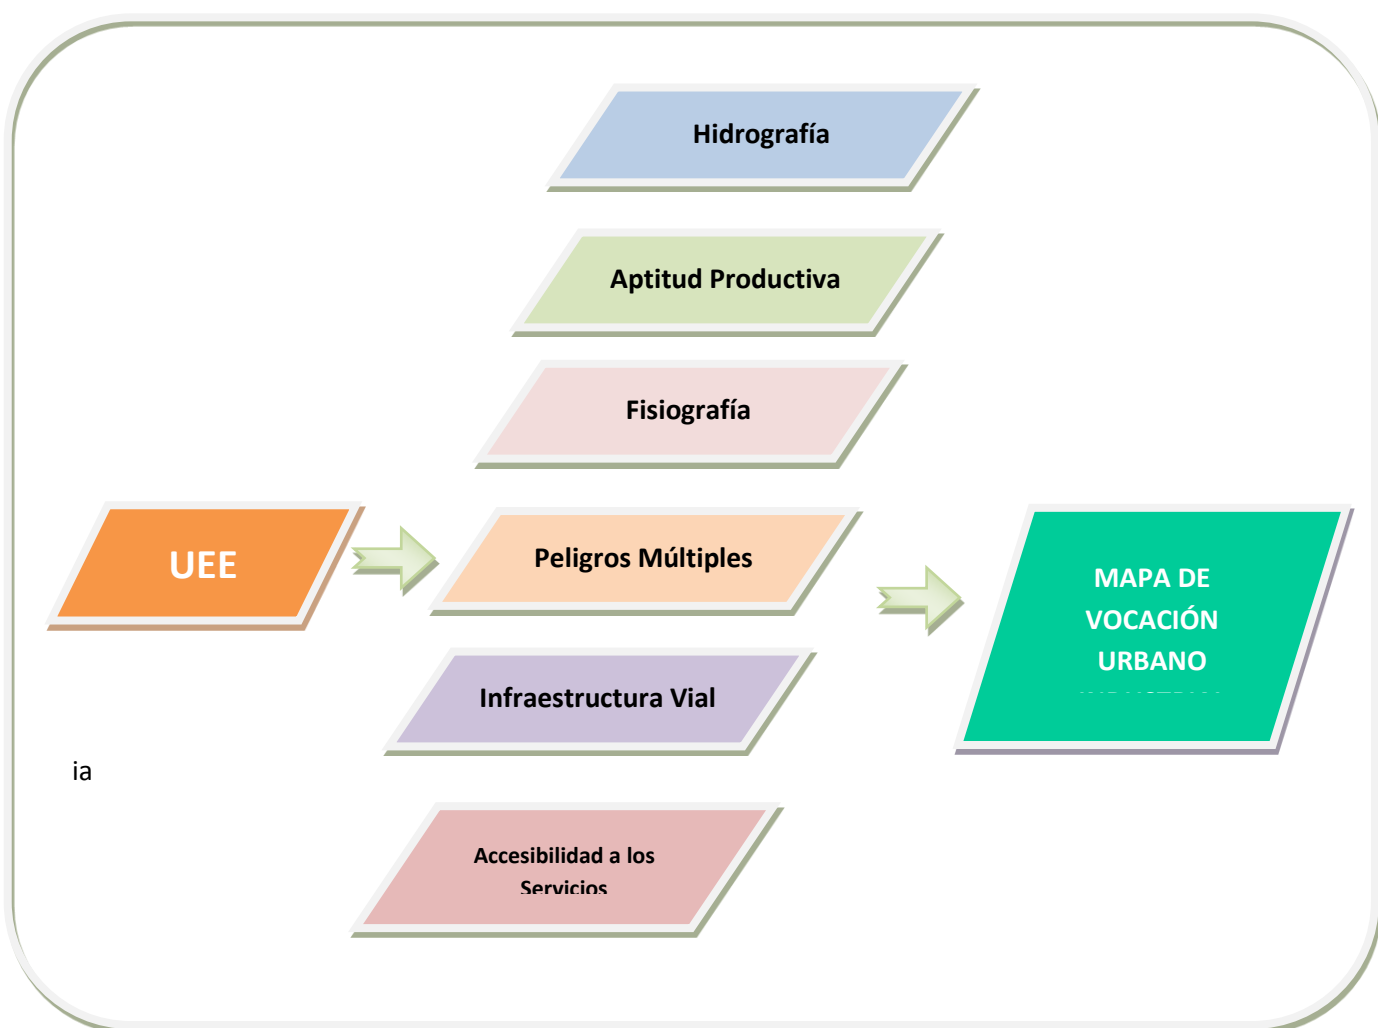 Hidrografía
Aptitud Productiva
Fisiografía
UEE
Peligros Múltiples
MAPA DE
VOCACIÓN
URBANO
Infraestructura Vial
ia
Accesibilidad a los
Servicios